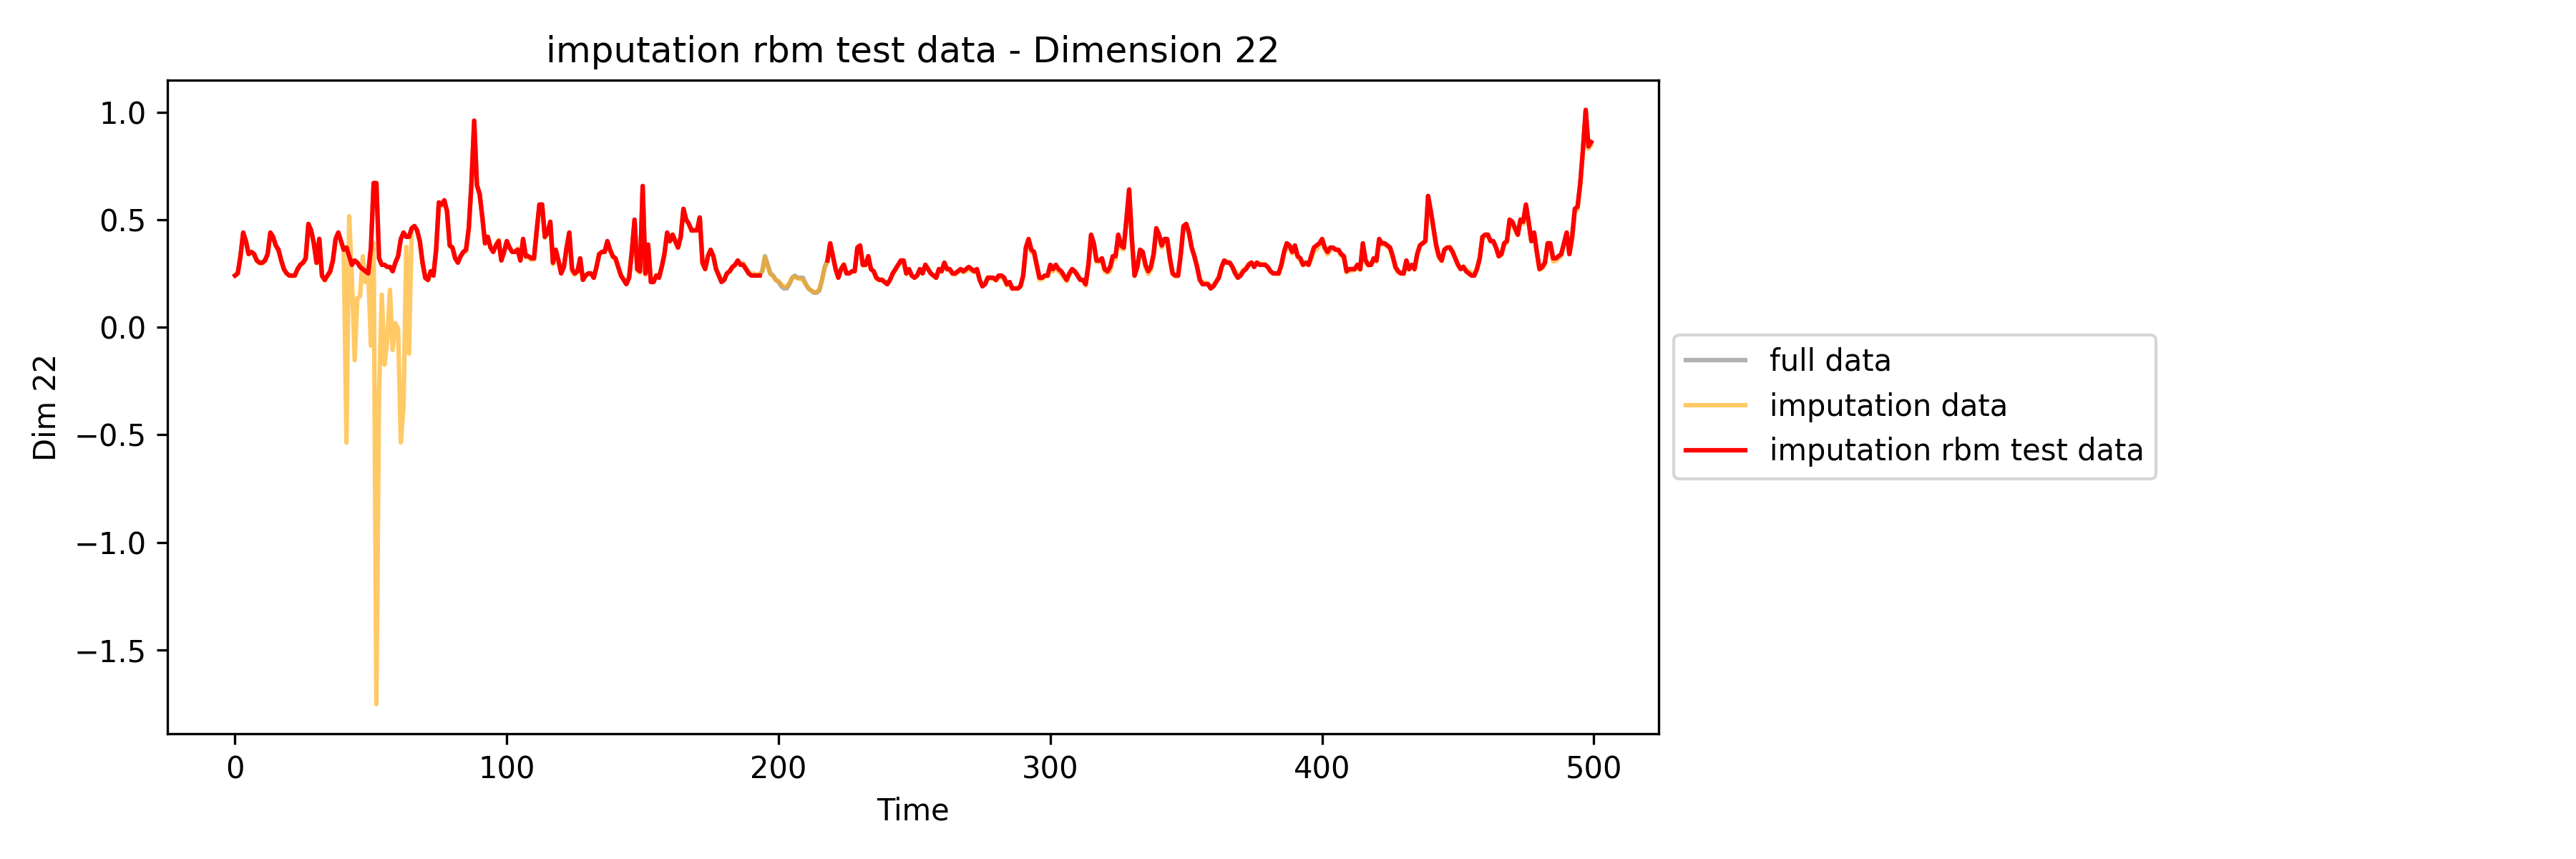 imputation rbm test data - Dimension 22
1.0
0.5
0.0
−0.5
−1.0
−1.5
Dim 22
0 100 200 300 400 500
Time
full data
imputation data
imputation rbm test data